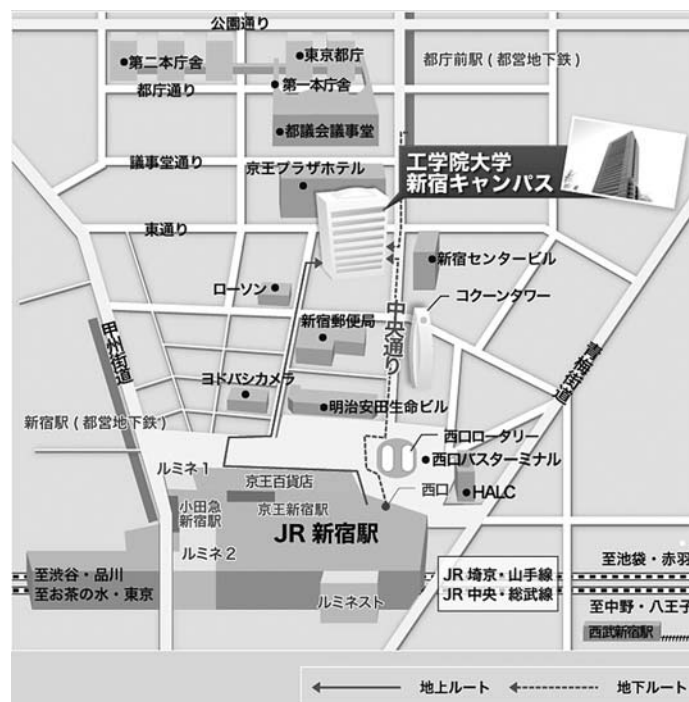 公園通り
東京都庁
第二本庁舎
都庁前駅(都営地下鉄)
第一本庁舎
都庁通り
都議会議事堂
議事堂通り
工学院大学
新宿キャンパス
京王プラザホテル
東通り
新宿センタービル
ローソン
コクーンタワー
新宿郵便局
中央通り
甲州街道
青梅街道
ヨドバシカメラ
明治安田生命ビル
新宿駅(都営地下鉄)
西口ロータリー
西口バスターミナル
ルミネ1
京王百貨店
西口
HALC
小田急
新宿駅
京王新宿駅
JR 新宿駅
ルミネ2
至池袋・赤羽
至渋谷・品川
至お茶の水・東京
JR 埼京・山手線
JR 中央・総武線
ルミネスト
至中野・八王子
西武新宿駅
地上ルート
地下ルート